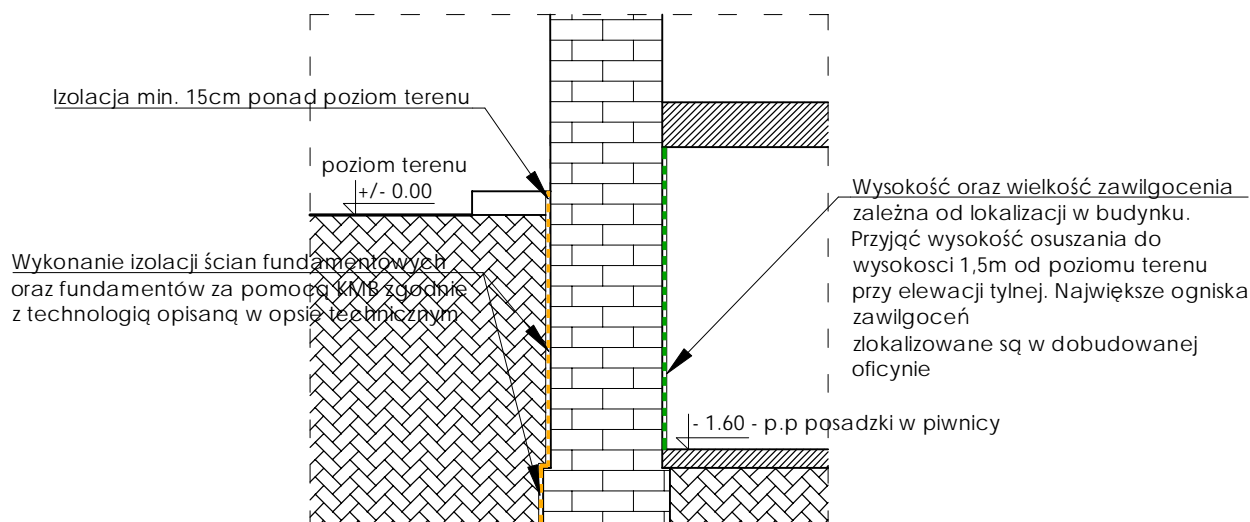 Izolacja min. 15cm ponad poziom terenu
poziom terenu
+/- 0.00
Wykonanie izolacji ścian fundamentowych
oraz fundamentów za pomocą KMB zgodnie
z technologią opisaną w opsie technicznym
Wysokość oraz wielkość zawilgocenia
zależna od lokalizacji w budynku.
Przyjąć wysokość osuszania do
wysokosci 1,5m od poziomu terenu
przy elewacji tylnej. Największe ogniska
zawilgoceń
zlokalizowane są w dobudowanej
oficynie
- 1.60 - p.p posadzki w piwnicy